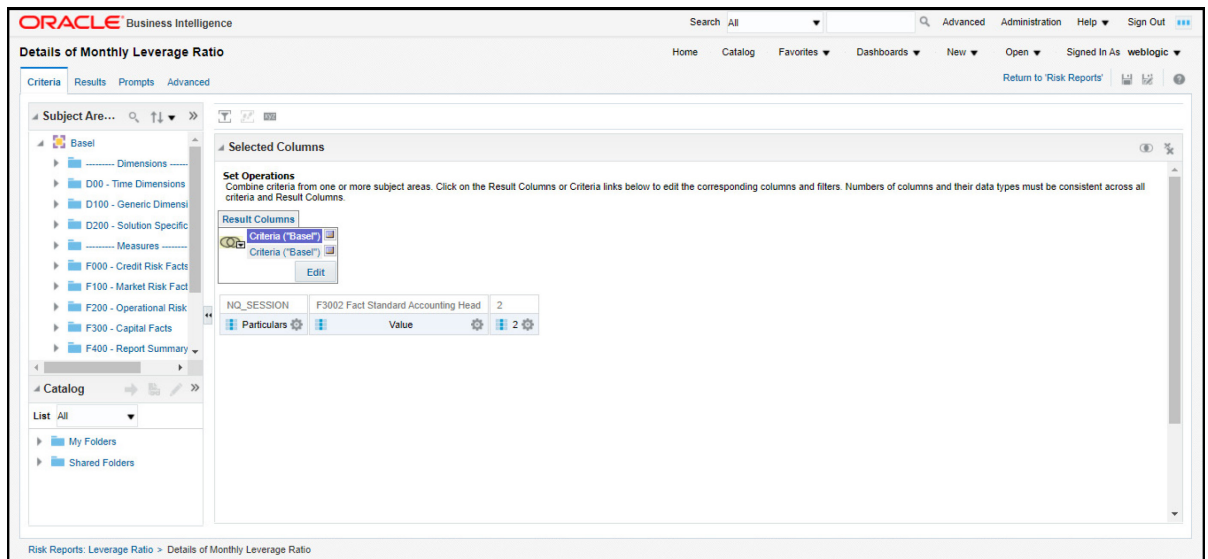 ORACLE Business Intelligence
Search All Advanced Administration Help Sign Out
Details of Monthly Leverage Ratio
Home Catalog Favorites Dashboards New Open Signed In As weblogic
Criteria Results Prompts Advanced
Return to 'Risk Reports'
Subject Are...
Basel
--------- Dimensions ------
D00 - Time Dimensions
D100 - Generic Dimensi
D200 - Solution Specific
--------- Measures --------
F000 - Credit Risk Facts
F100 - Market Risk Fact
F200 - Operational Risk
F300 - Capital Facts
F400 - Report Summary
Catalog
List All
My Folders
Shared Folders
Selected Columns
Set Operations
Combine criteria from one or more subject areas. Click on the Result Columns or Criteria links below to edit the corresponding columns and filters. Numbers of columns and their data types must be consistent across all
criteria and Result Columns.
Result Columns
Criteria ("Basel")
Criteria ("Basel")
Edit
NQ_SESSION F3002 Fact Standard Accounting Head 2
Particulars Value 2
Risk Reports: Leverage Ratio > Details of Monthly Leverage Ratio